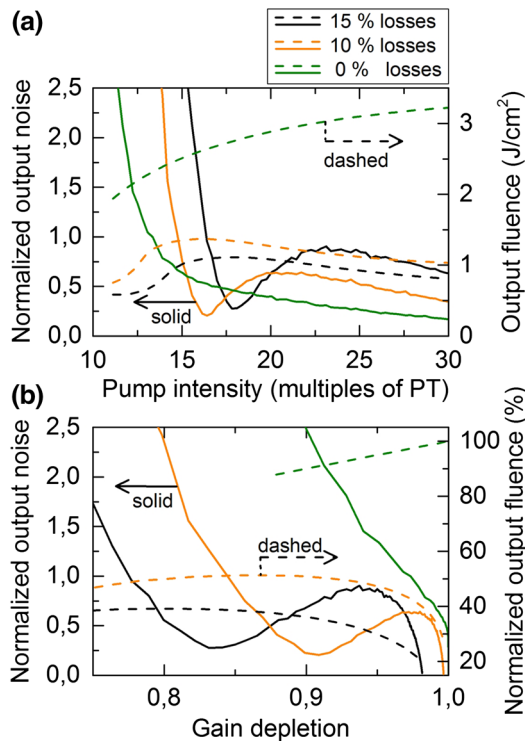 (a)
15 % losses
10 % losses
0 % losses
Normalized output noise
2,5
2,0
1,5
1,0
0,5
0,0
dashed
solid
3
2
1
0
Output fluence (J/cm²)
10 15 20 25 30
Pump intensity (multiples of PT)
(b)
Normalized output noise
2,5
2,0
1,5
1,0
0,5
0,0
solid
dashed
100
80
60
40
20
Normalized output fluence (%)
0,8 0,9 1,0
Gain depletion